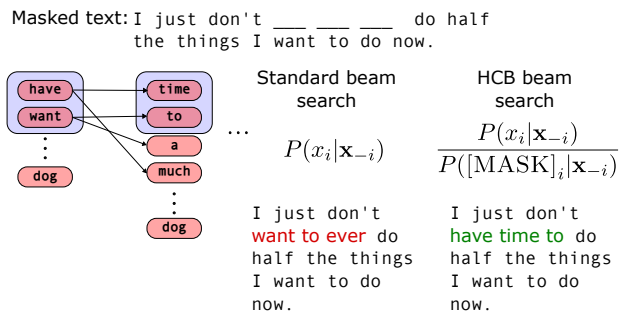 Masked text: I just don't ___ ___ ___ do half
the things I want to do now.
have
want
⋮
dog
time
to
a
much
⋮
dog
...
Standard beam
search
P(x_i|x_{-i})
I just don't
want to ever do
half the things
I want to do
now.
HCB beam
search
P(x_i|x_{-i})
P([MASK]_i|x_{-i})
I just don't
have time to do
half the things
I want to do
now.